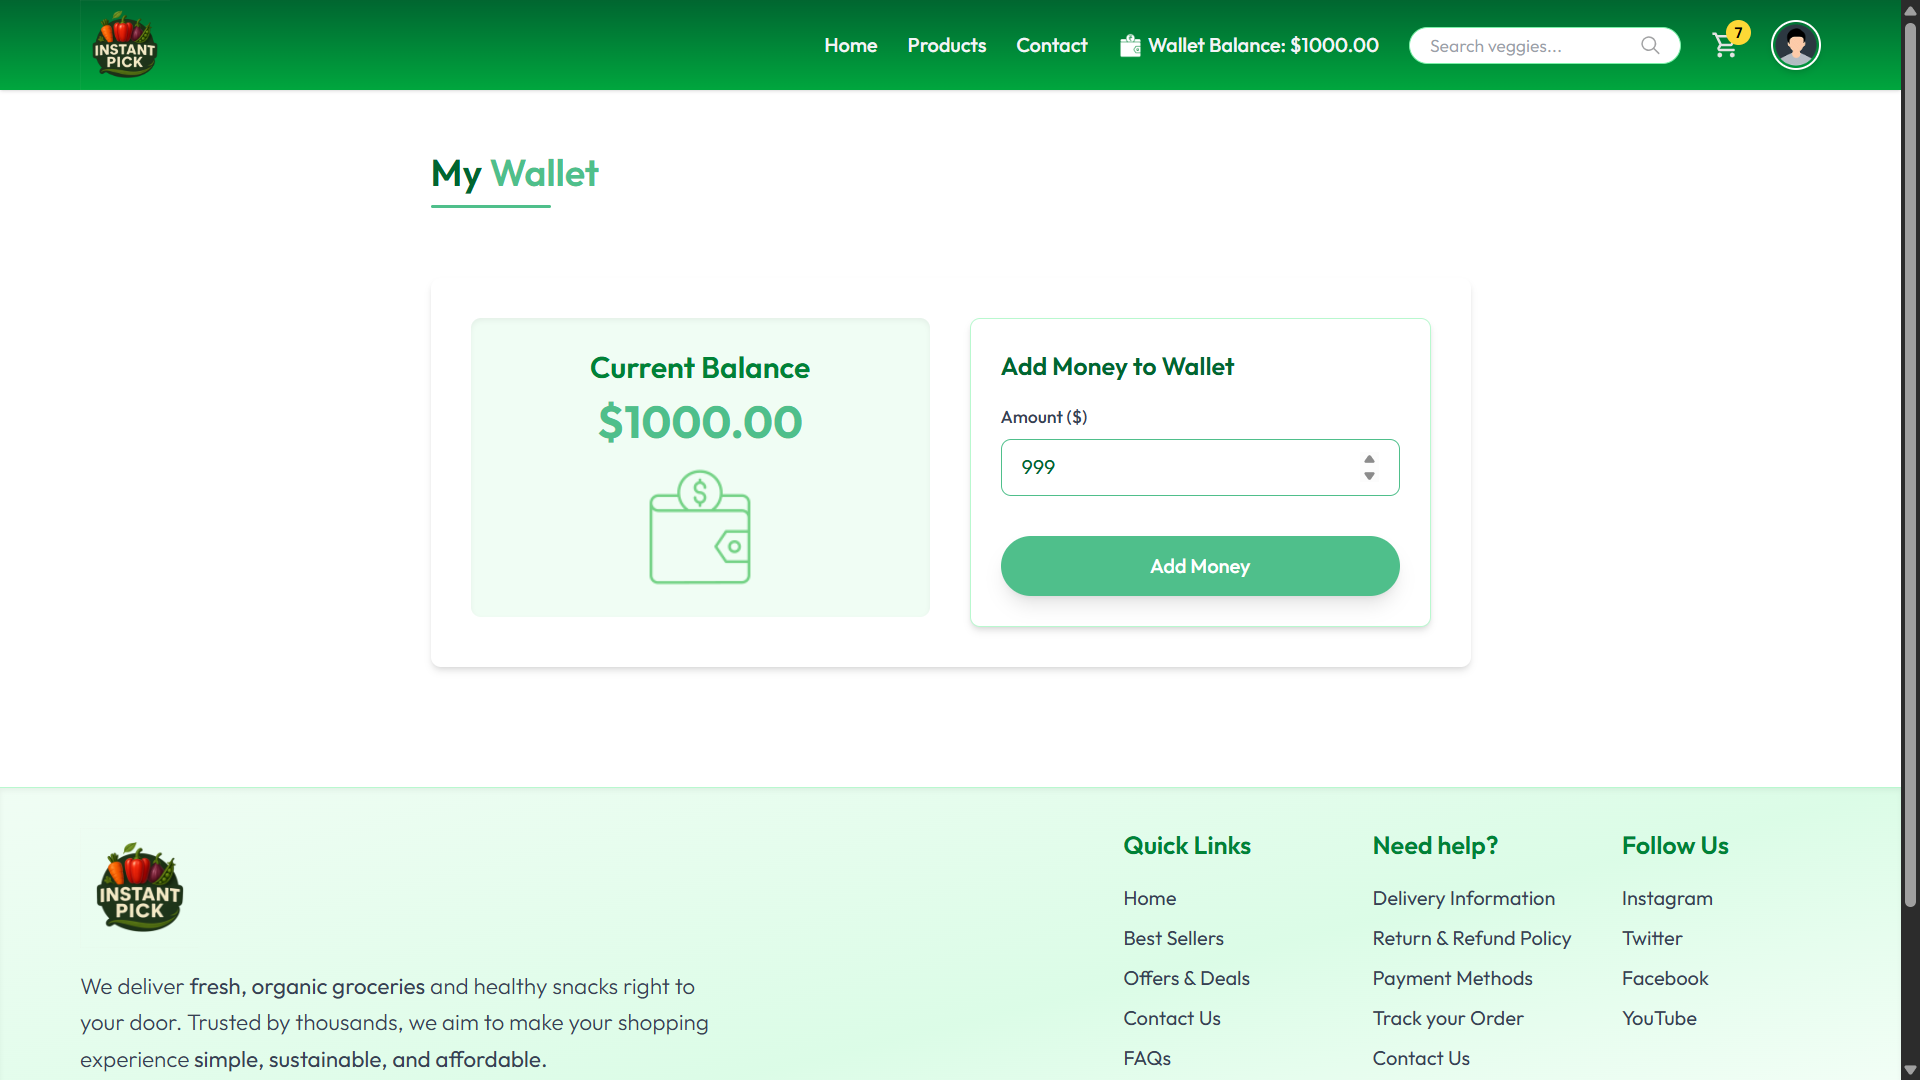 INSTANT
PICK
Home Products Contact Wallet Balance: $1000.00 Search veggies... 7
My Wallet
Current Balance
$1000.00
$
Add Money to Wallet
Amount ($)
999
Add Money
INSTANT
PICK
We deliver fresh, organic groceries and healthy snacks right to
your door. Trusted by thousands, we aim to make your shopping
experience simple, sustainable, and affordable.
Quick Links
Home
Best Sellers
Offers & Deals
Contact Us
FAQs
Need help?
Delivery Information
Return & Refund Policy
Payment Methods
Track your Order
Contact Us
Follow Us
Instagram
Twitter
Facebook
YouTube